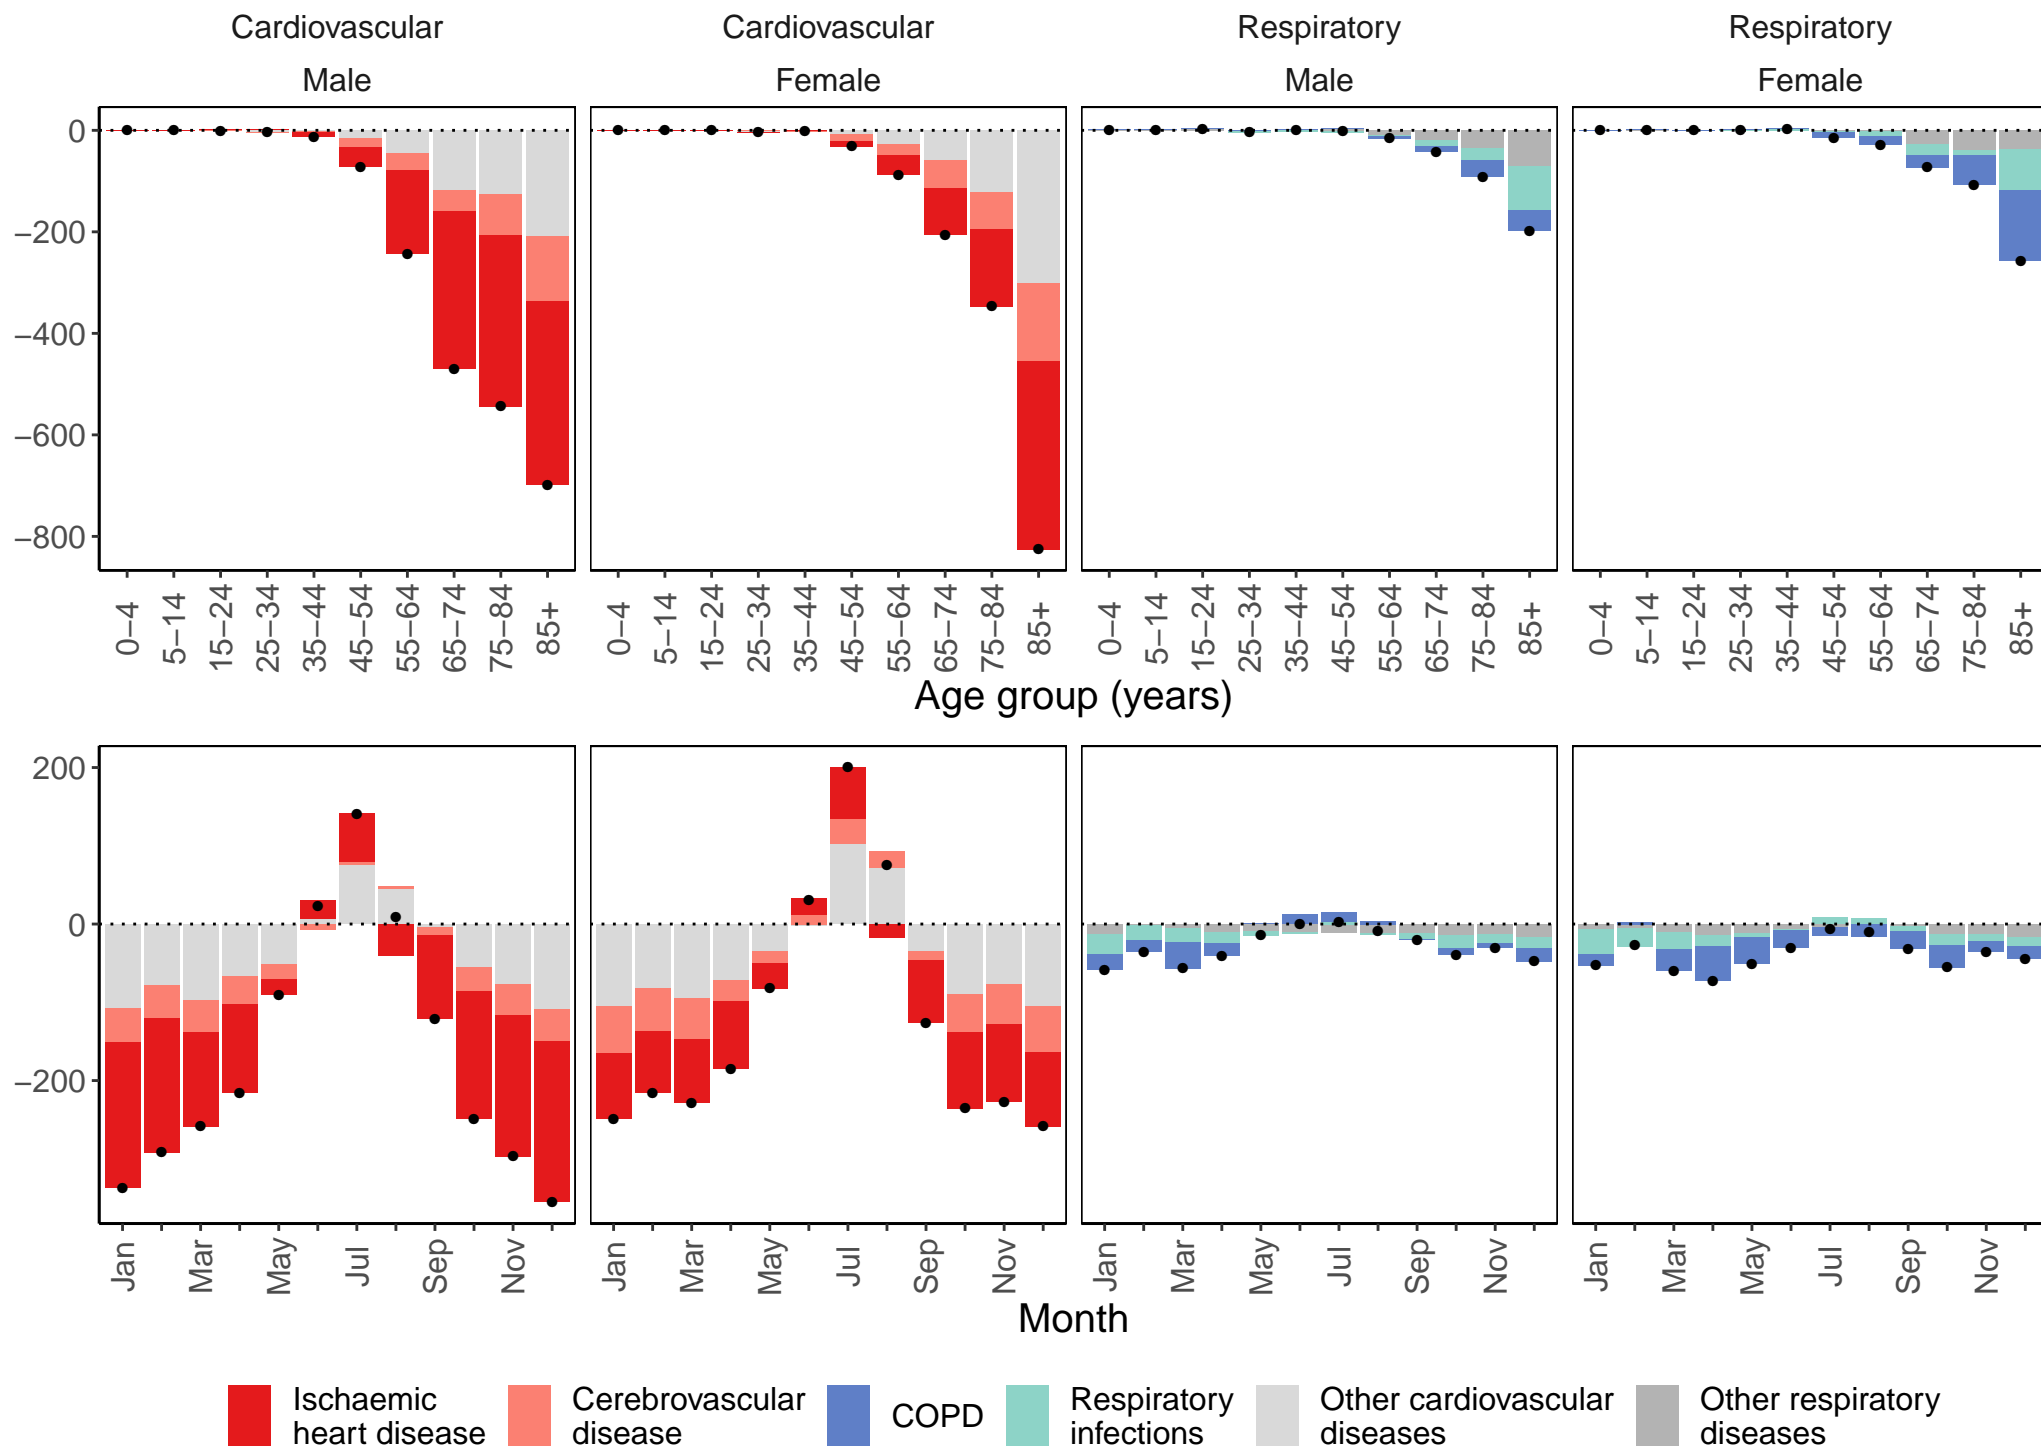 Cardiovascular Cardiovascular Respiratory Respiratory
Male Female Male Female
0
−200
−400
−600
−800
0−4 5−14 15−24 25−34 35−44 45−54 55−64 65−74 75−84 85+ 0−4 5−14 15−24 25−34 35−44 45−54 55−64 65−74 75−84 85+ 0−4 5−14 15−24 25−34 35−44 45−54 55−64 65−74 75−84 85+ 0−4 5−14 15−24 25−34 35−44 45−54 55−64 65−74 75−84 85+
Age group (years)
200
0
−200
Jan Mar May Jul Sep Nov Jan Mar May Jul Sep Nov Jan Mar May Jul Sep Nov Jan Mar May Jul Sep Nov
Month
Ischaemic
heart disease
Cerebrovascular
disease
COPD
Respiratory
infections
Other cardiovascular
diseases
Other respiratory
diseases